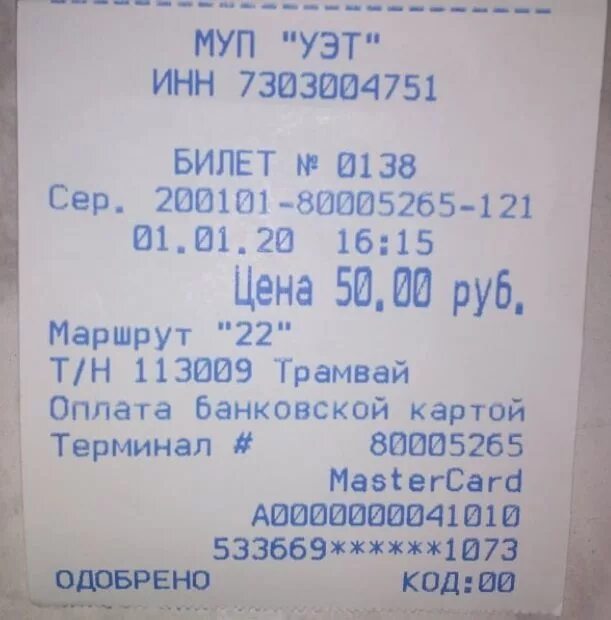 МУП "УЭТ"
ИНН 7303004751
БИЛЕТ № 0138
Сер. 200101-80005265-121
01.01.20 16:15
Цена 50.00 руб.
Маршрут "22"
Т/Н 113009 Трамвай
Оплата банковской картой
Терминал # 80005265
MasterCard
A0000000041010
533669******1073
ОДОБРЕНО КОД:00